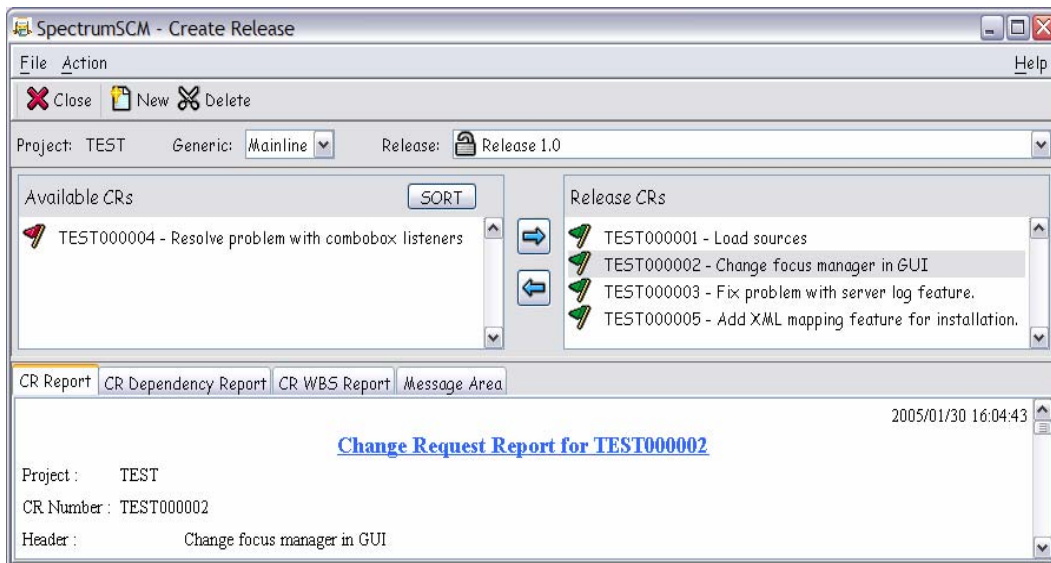 SpectrumSCM - Create Release
File Action Help
Close New Delete
Project: TEST Generic: Mainline Release: Release 1.0
Available CRs SORT
TEST000004 - Resolve problem with combobox listeners
Release CRs
TEST000001 - Load sources
TEST000002 - Change focus manager in GUI
TEST000003 - Fix problem with server log feature.
TEST000005 - Add XML mapping feature for installation.
CR Report CR Dependency Report CR WBS Report Message Area
2005/01/30 16:04:43
Change Request Report for TEST000002
Project : TEST
CR Number : TEST000002
Header : Change focus manager in GUI